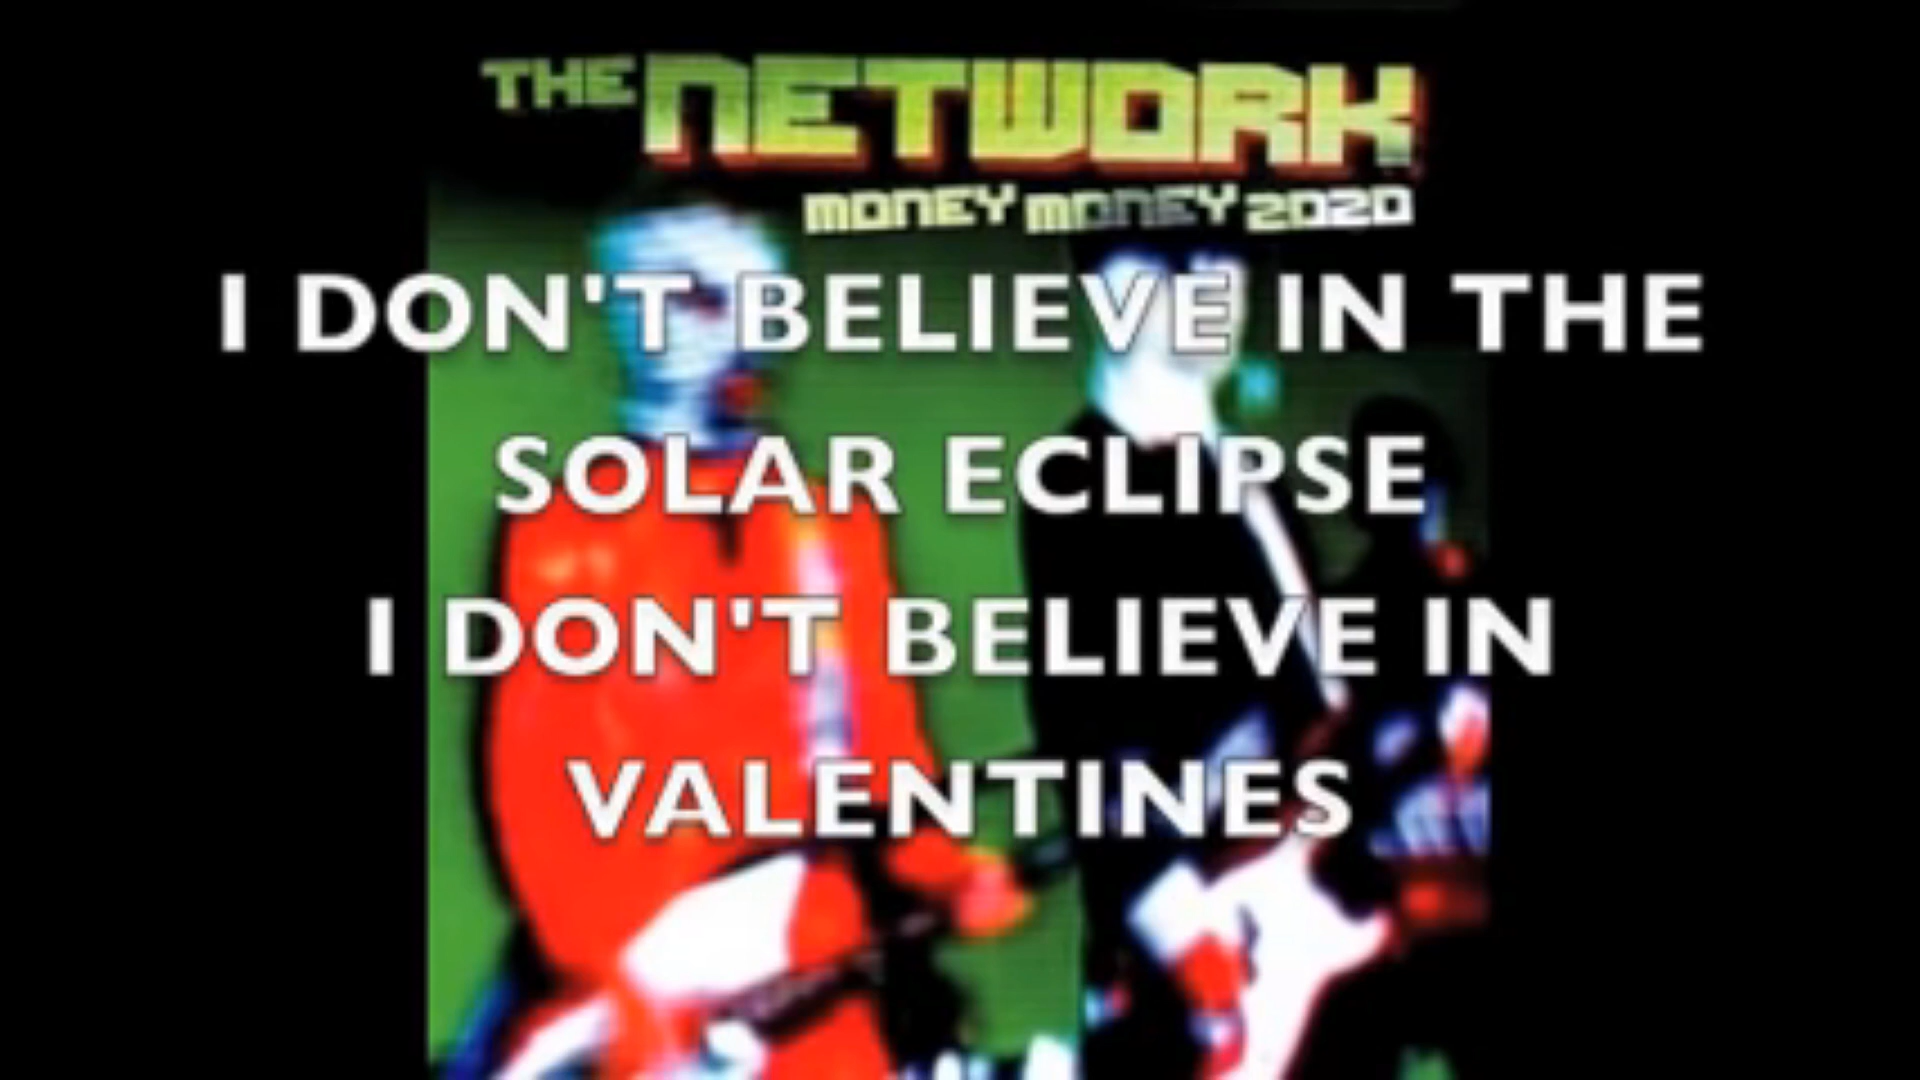 THE NETWORK
MONEY MONEY 2020
I DON'T BELIEVE IN THE
SOLAR ECLIPSE
I DON'T BELIEVE IN
VALENTINES